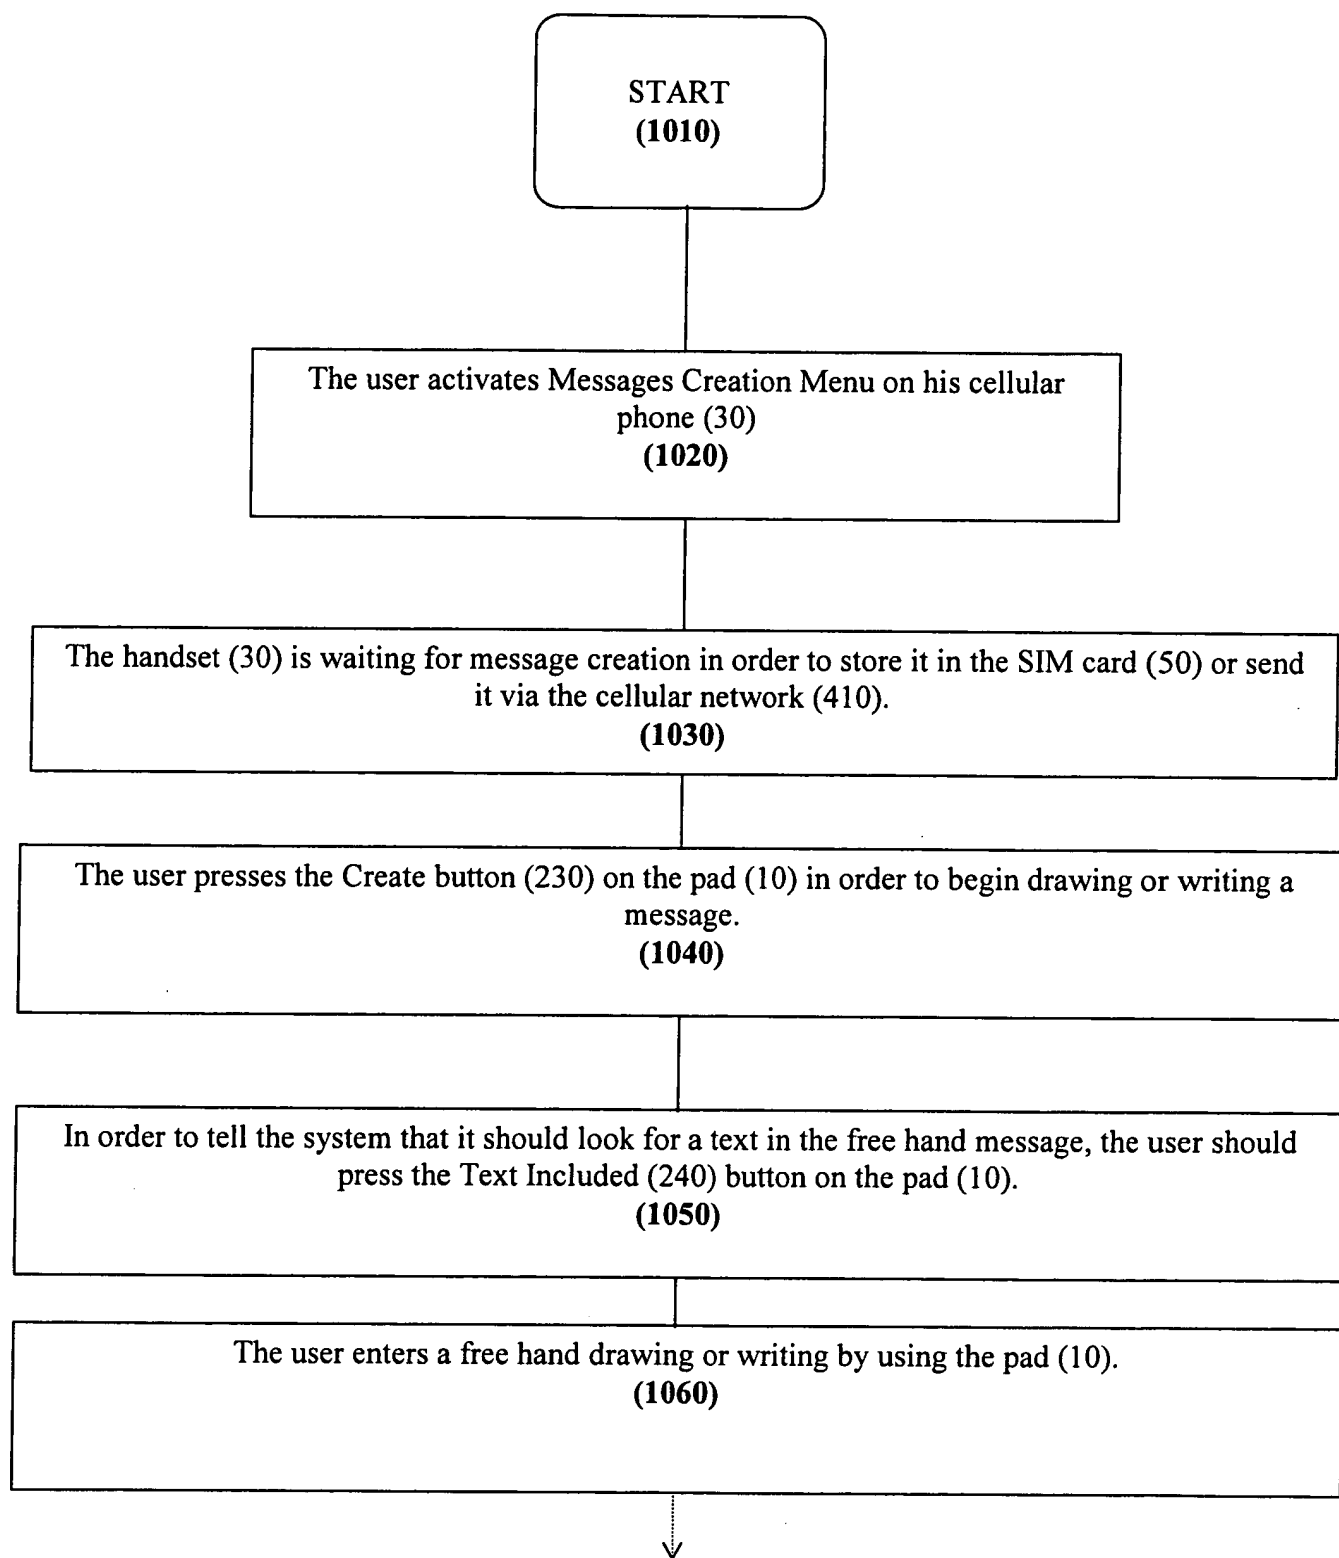 START
(1010)
The user activates Messages Creation Menu on his cellular
phone (30)
(1020)
The handset (30) is waiting for message creation in order to store it in the SIM card (50) or send
it via the cellular network (410).
(1030)
The user presses the Create button (230) on the pad (10) in order to begin drawing or writing a
message.
(1040)
In order to tell the system that it should look for a text in the free hand message, the user should
press the Text Included (240) button on the pad (10).
(1050)
The user enters a free hand drawing or writing by using the pad (10).
(1060)